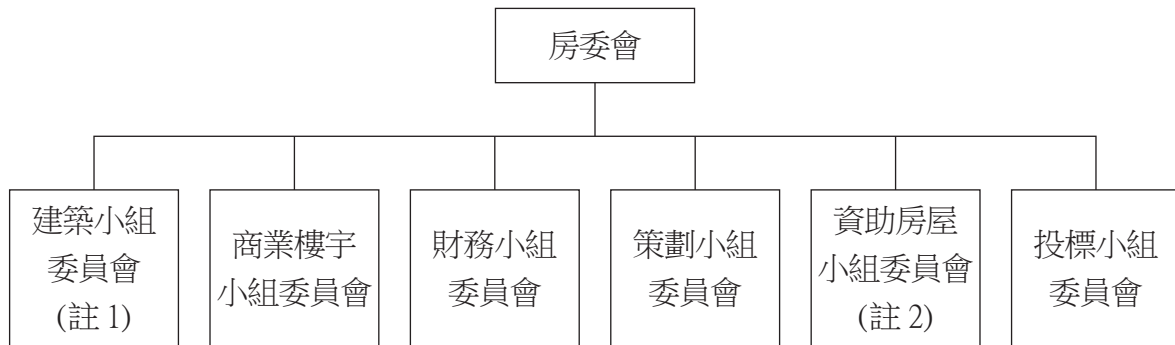 房委會
建築小組
委員會
(註 1)
商業樓宇
小組委員會
財務小組
委員會
策劃小組
委員會
資助房屋
小組委員會
(註 2)
投標小組
委員會